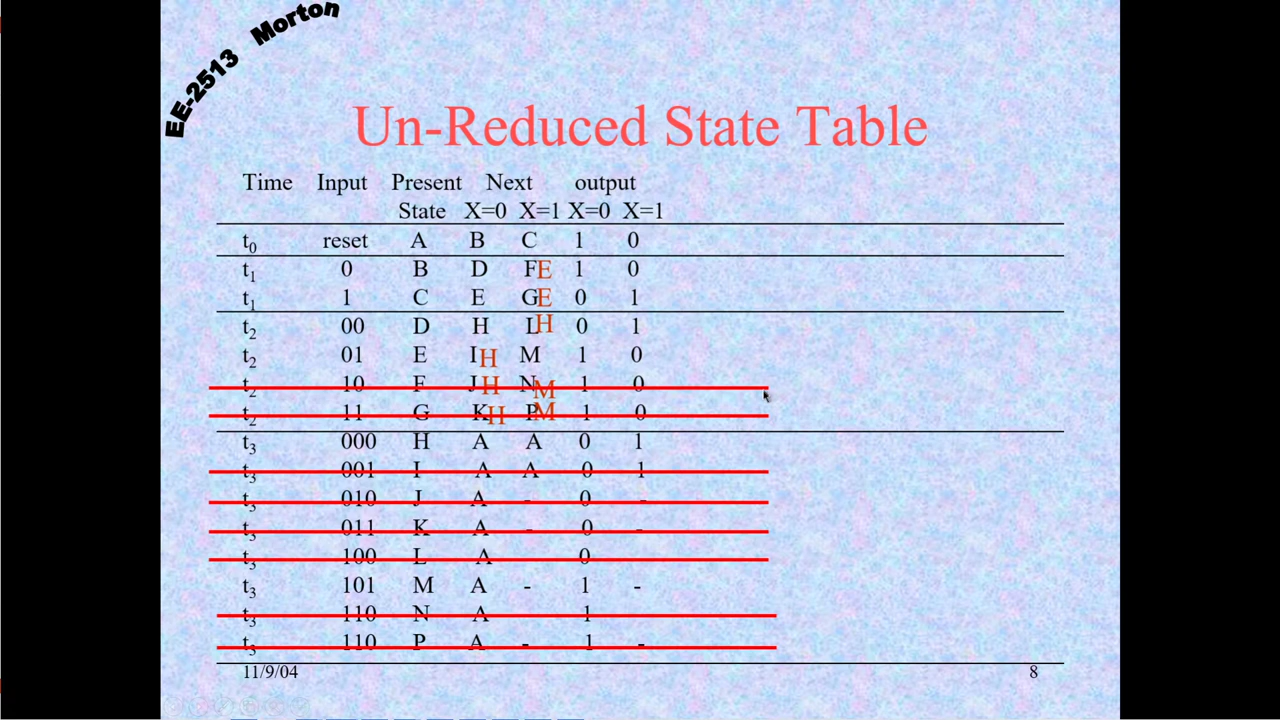 EE-2513 Morton
Un-Reduced State Table
Time Input Present Next output
State X=0 X=1 X=0 X=1
t0 reset A B C 1 0
t1 0 B D F E 1 0
t1 1 C E G E 0 1
t2 00 D H L H 0 1
t2 01 E I H M 1 0
t2 10 F J H N M 1 0
t2 11 G K H P M 1 0
t3 000 H A A 0 1
t3 001 I A A 0 1
t3 010 J A - 0 -
t3 011 K A - 0 -
t3 100 L A 0
t3 101 M A - 1 -
t3 110 N A 1
t3 110 P A - 1 -
11/9/04 8